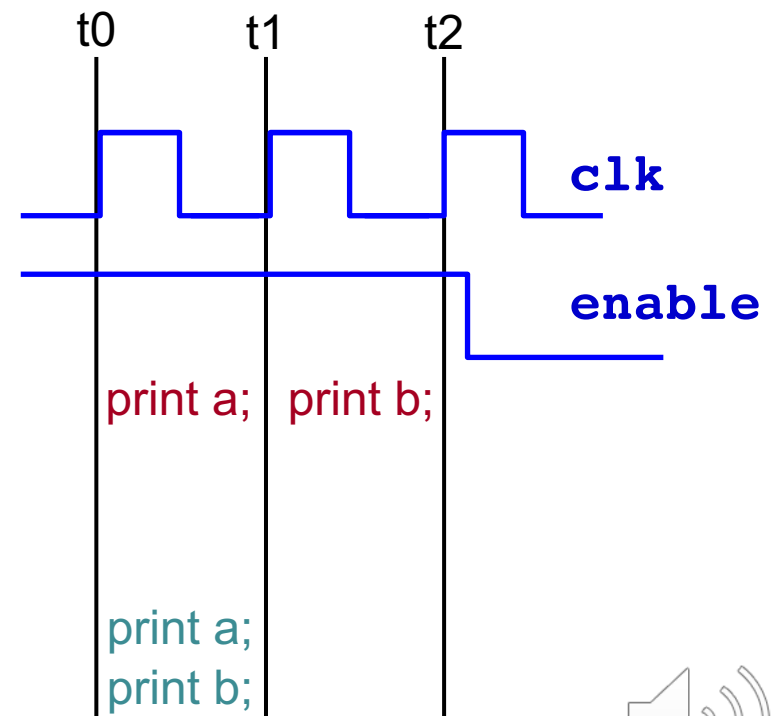 t0 t1 t2
clk
enable
print a; print b;
print a;
print b;